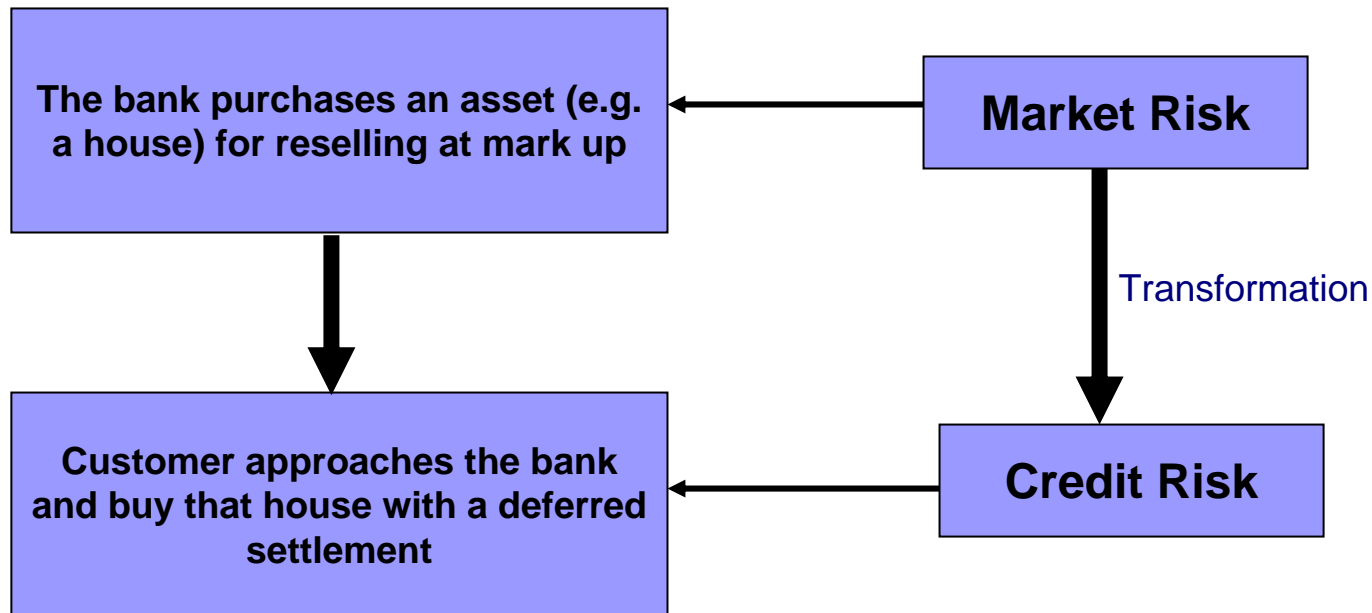 The bank purchases an asset (e.g.
a house) for reselling at mark up
Market Risk
Transformation
Customer approaches the bank
and buy that house with a deferred
settlement
Credit Risk